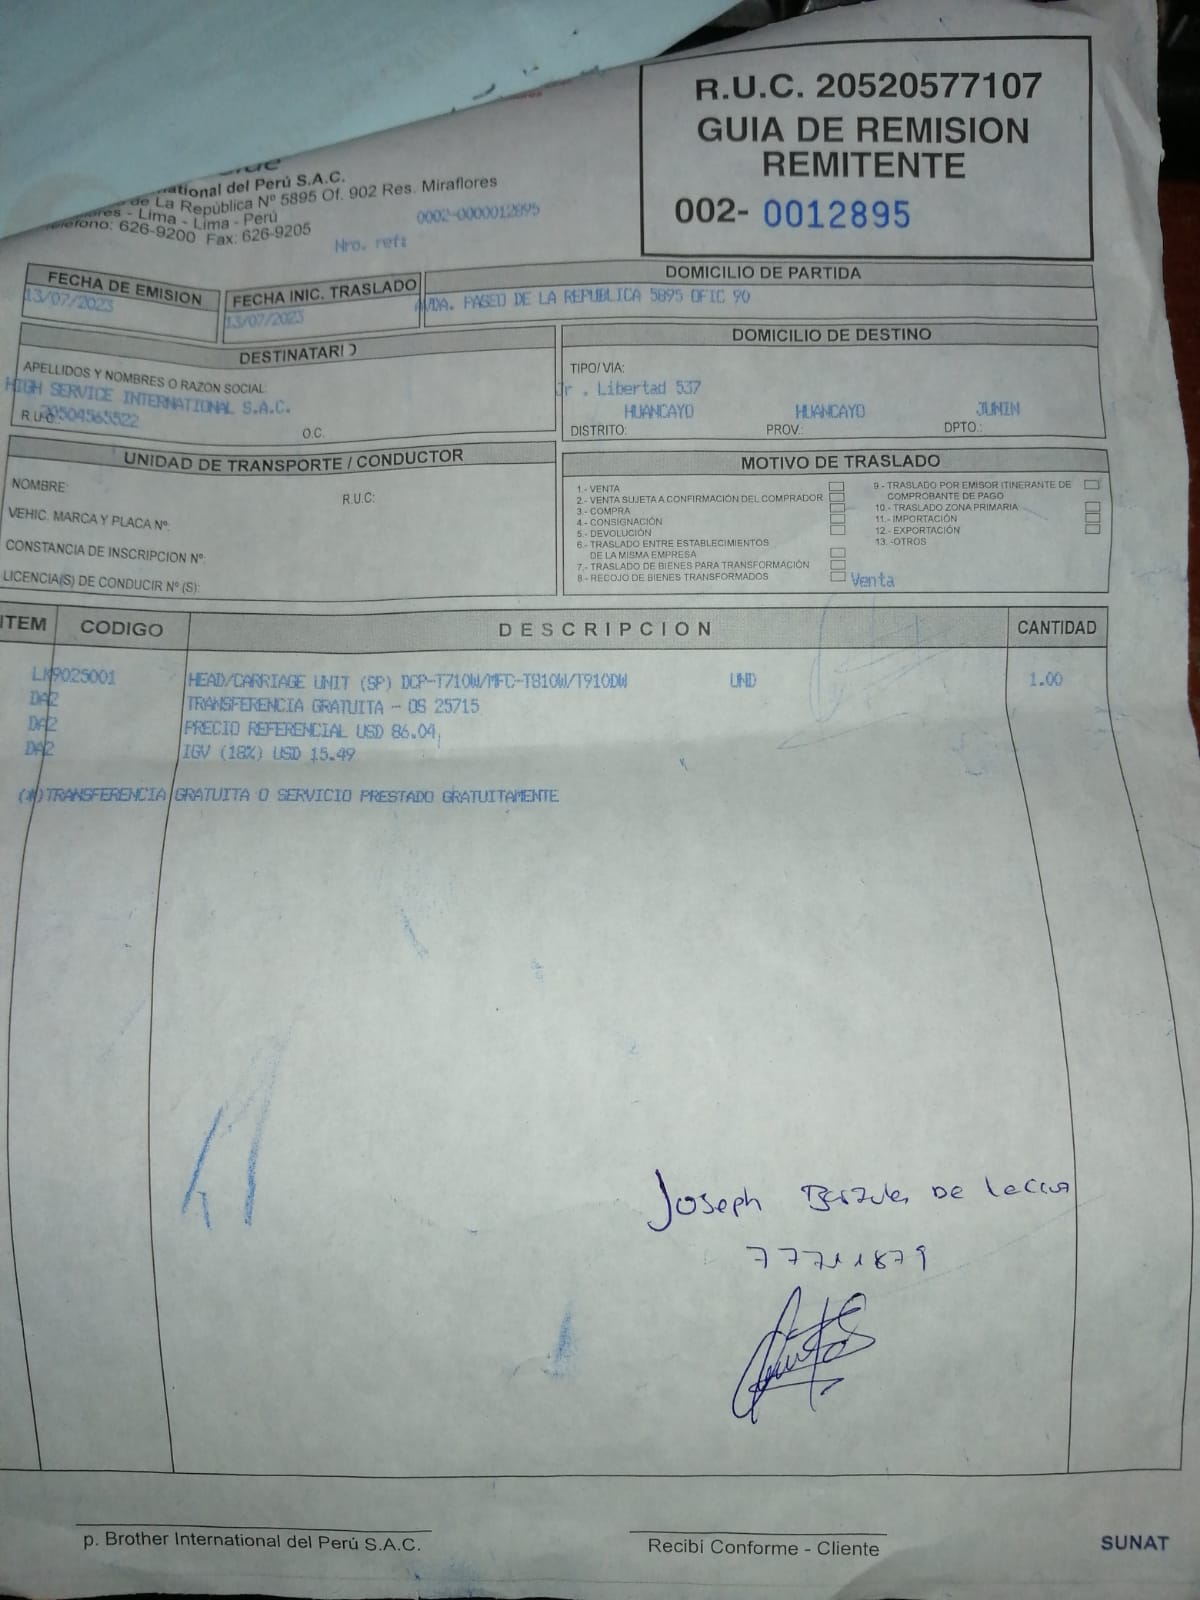 R.U.C. 20520577107
GUIA DE REMISION
REMITENTE
002- 0012895
national del Perú S.A.C.
de La República Nº 5895 Of. 902 Res. Miraflores
- Lima - Lima - Perú
626-9200 Fax: 626-9205
0002-0000012895
Nro. ref:
FECHA DE EMISION
13/07/2023
FECHA INIC. TRASLADO
13/07/2023
DOMICILIO DE PARTIDA
AVDA. PASEO DE LA REPUBLICA 5895 OFIC 90
DESTINATARIO
APELLIDOS Y NOMBRES O RAZON SOCIAL:
HIGH SERVICE INTERNATIONAL S.A.C.
R.U.C.: 20504565522
O.C.
DOMICILIO DE DESTINO
TIPO/ VIA:
Jr . Libertad 537
HUANCAYO HUANCAYO JUNIN
DISTRITO: PROV.: DPTO.:
UNIDAD DE TRANSPORTE / CONDUCTOR
NOMBRE:
R.U.C:
VEHIC. MARCA Y PLACA Nº:
CONSTANCIA DE INSCRIPCION Nº:
LICENCIA(S) DE CONDUCIR Nº (S):
MOTIVO DE TRASLADO
1.- VENTA
2.- VENTA SUJETA A CONFIRMACIÓN DEL COMPRADOR
3.- COMPRA
4.- CONSIGNACIÓN
5.- DEVOLUCIÓN
6.- TRASLADO ENTRE ESTABLECIMIENTOS
DE LA MISMA EMPRESA
7.- TRASLADO DE BIENES PARA TRANSFORMACIÓN
8.- RECOJO DE BIENES TRANSFORMADOS
9.- TRASLADO POR EMISOR ITINERANTE DE
COMPROBANTE DE PAGO
10.- TRASLADO ZONA PRIMARIA
11.- IMPORTACIÓN
12.- EXPORTACIÓN
13.-OTROS
Venta
ITEM CODIGO DESCRIPCION CANTIDAD
LK9025001 HEAD/CARRIAGE UNIT (SP) DCP-T710W/MFC-T810W/T910DW UND 1.00
DA2 TRANSFERENCIA GRATUITA - OS 25715
DA2 PRECIO REFERENCIAL USD 86.04
DA2 IGV (18%) USD 15.49
(*)TRANSFERENCIA GRATUITA O SERVICIO PRESTADO GRATUITAMENTE
Joseph De
77711879
p. Brother International del Perú S.A.C.
Recibí Conforme - Cliente
SUNAT